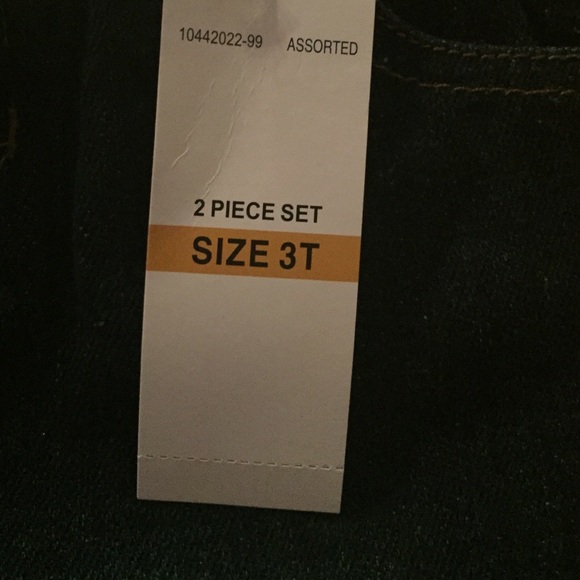 10442022-99 ASSORTED
2 PIECE SET
SIZE 3T